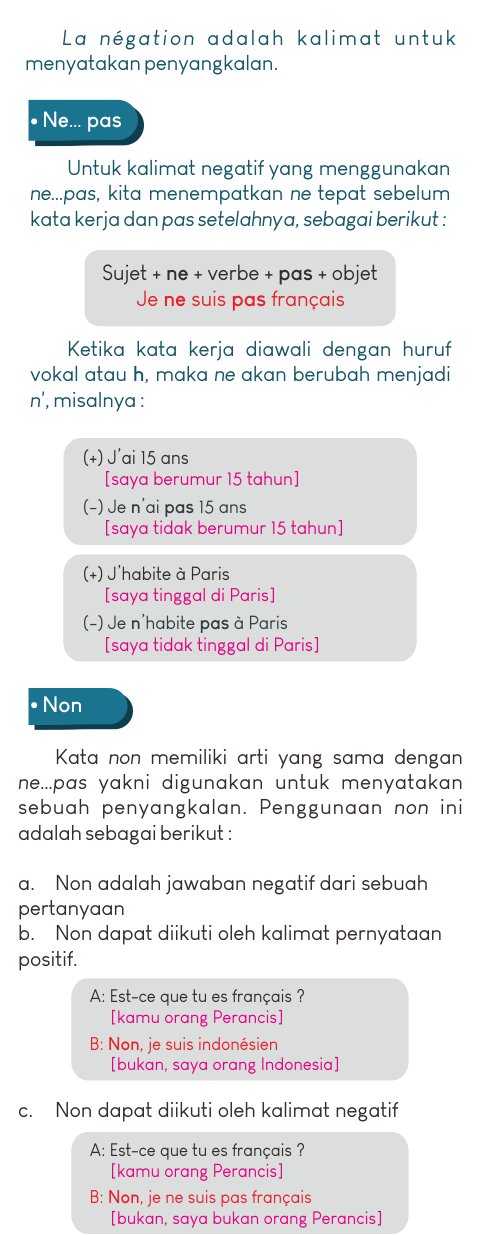 La négation adalah kalimat untuk
menyatakan penyangkalan.
• Ne... pas
Untuk kalimat negatif yang menggunakan
ne...pas, kita menempatkan ne tepat sebelum
kata kerja dan pas setelahnya, sebagai berikut :
Sujet + ne + verbe + pas + objet
Je ne suis pas français
Ketika kata kerja diawali dengan huruf
vokal atau h, maka ne akan berubah menjadi
n', misalnya :
(+) J'ai 15 ans
[saya berumur 15 tahun]
(-) Je n'ai pas 15 ans
[saya tidak berumur 15 tahun]
(+) J'habite à Paris
[saya tinggal di Paris]
(-) Je n'habite pas à Paris
[saya tidak tinggal di Paris]
• Non
Kata non memiliki arti yang sama dengan
ne...pas yakni digunakan untuk menyatakan
sebuah penyangkalan. Penggunaan non ini
adalah sebagai berikut :
a. Non adalah jawaban negatif dari sebuah
pertanyaan
b. Non dapat diikuti oleh kalimat pernyataan
positif.
A: Est-ce que tu es français ?
[kamu orang Perancis]
B: Non, je suis indonésien
[bukan, saya orang Indonesia]
c. Non dapat diikuti oleh kalimat negatif
A: Est-ce que tu es français ?
[kamu orang Perancis]
B: Non, je ne suis pas français
[bukan, saya bukan orang Perancis]